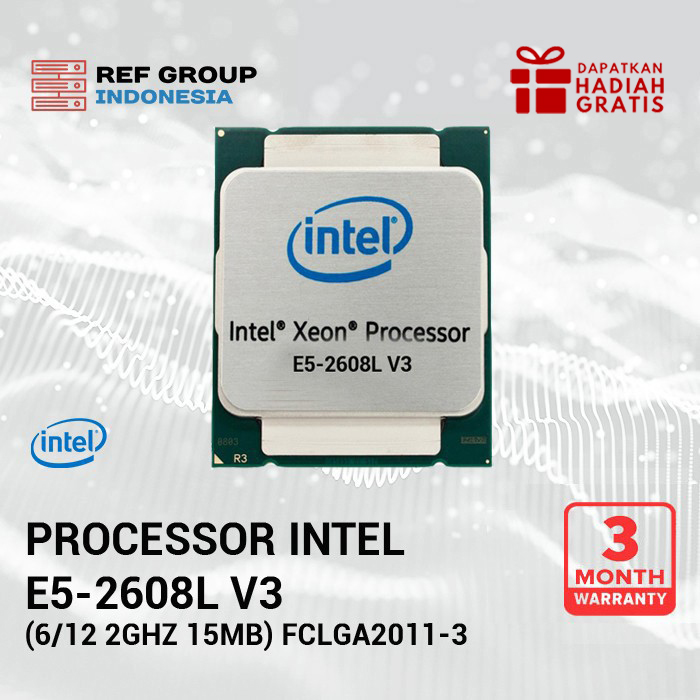 REF GROUP
INDONESIA
DAPATKAN
HADIAH
GRATIS
intel
Intel® Xeon® Processor
E5-2608L V3
R3
intel
PROCESSOR INTEL
E5-2608L V3
(6/12 2GHZ 15MB) FCLGA2011-3
3
MONTH
WARRANTY